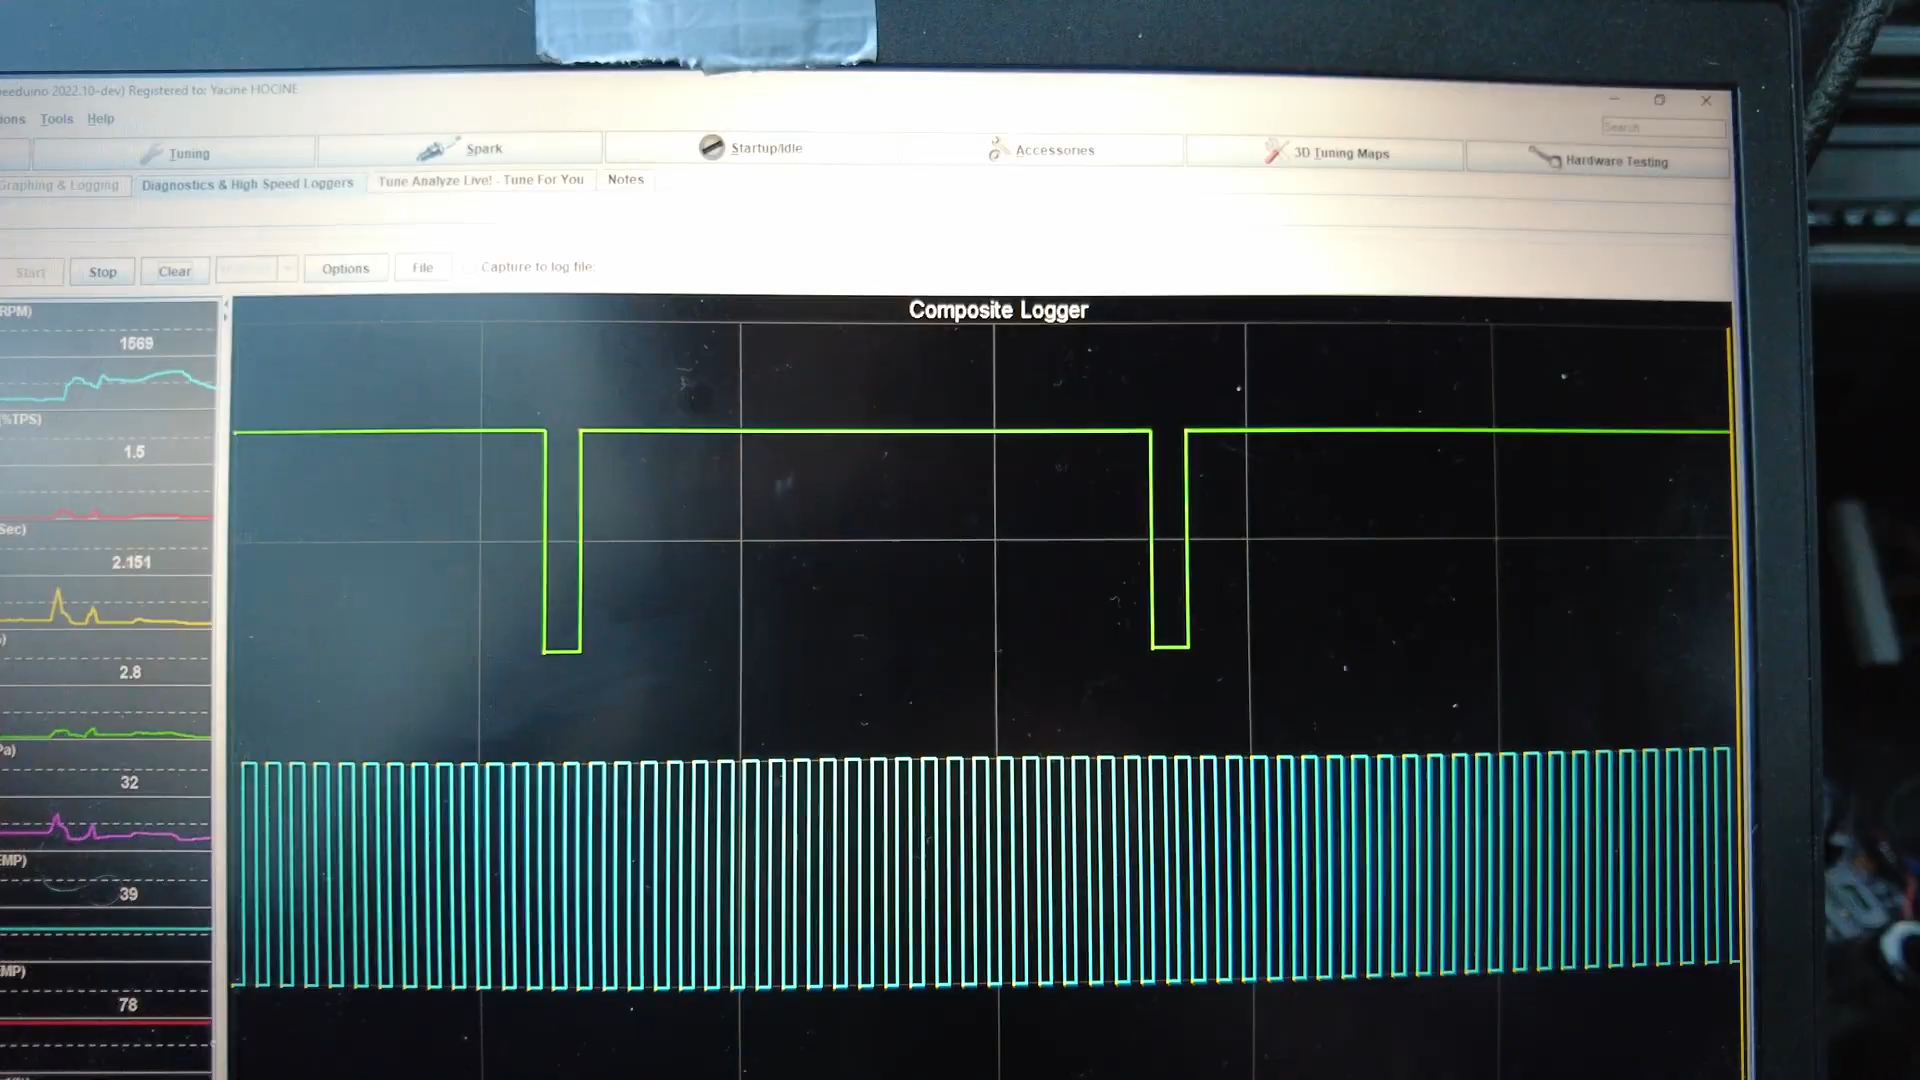 eeduino 2022.10-dev) Registered to: Yacine HOCINE
ions Tools Help
Search
Tuning Spark Startup/Idle Accessories 3D Tuning Maps Hardware Testing
Graphing & Logging Diagnostics & High Speed Loggers Tune Analyze Live! - Tune For You Notes
Start Stop Clear Options File Capture to log file:
RPM)
1569
Composite Logger
(%TPS)
1.5
Sec)
2.151
)
2.8
Pa)
32
EMP)
39
EMP)
78